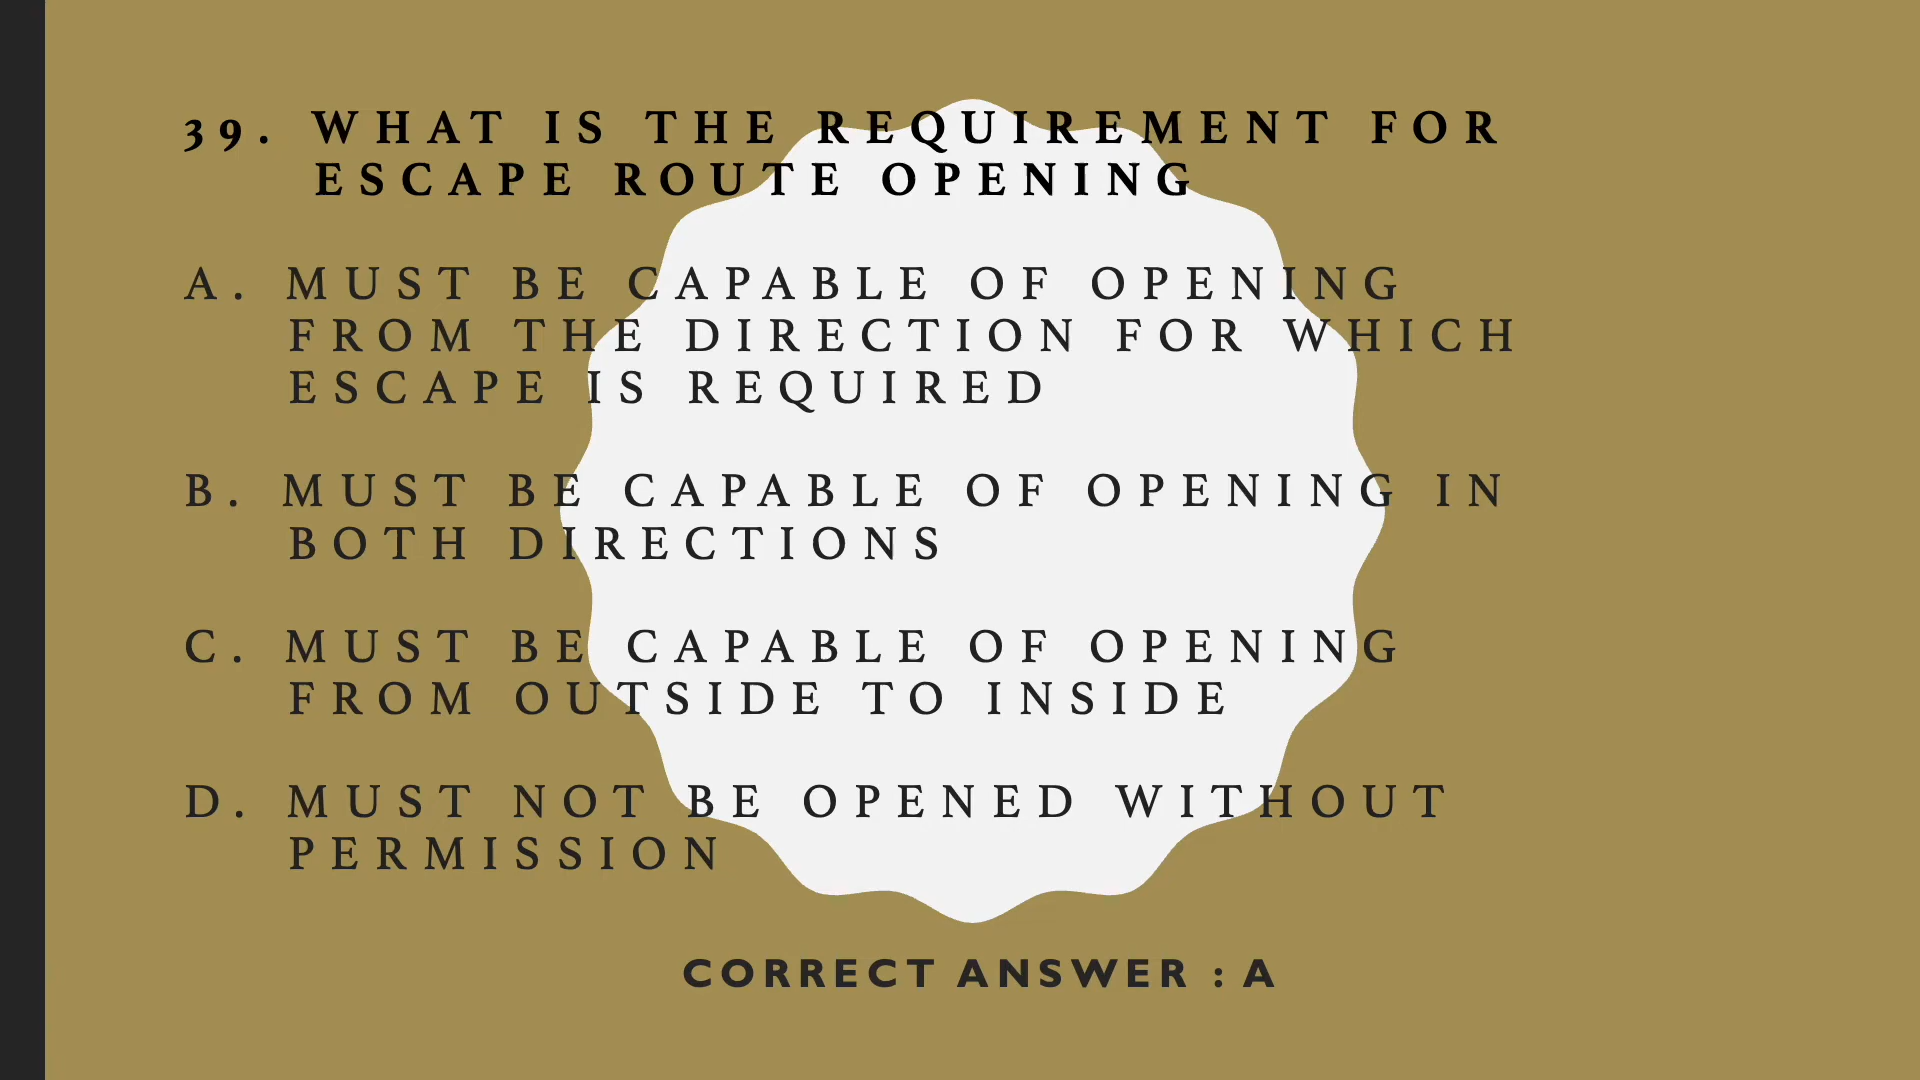 39. WHAT IS THE REQUIREMENT FOR
ESCAPE ROUTE OPENING
A. MUST BE CAPABLE OF OPENING
FROM THE DIRECTION FOR WHICH
ESCAPE IS REQUIRED
B. MUST BE CAPABLE OF OPENING IN
BOTH DIRECTIONS
C. MUST BE CAPABLE OF OPENING
FROM OUTSIDE TO INSIDE
D. MUST NOT BE OPENED WITHOUT
PERMISSION
CORRECT ANSWER : A